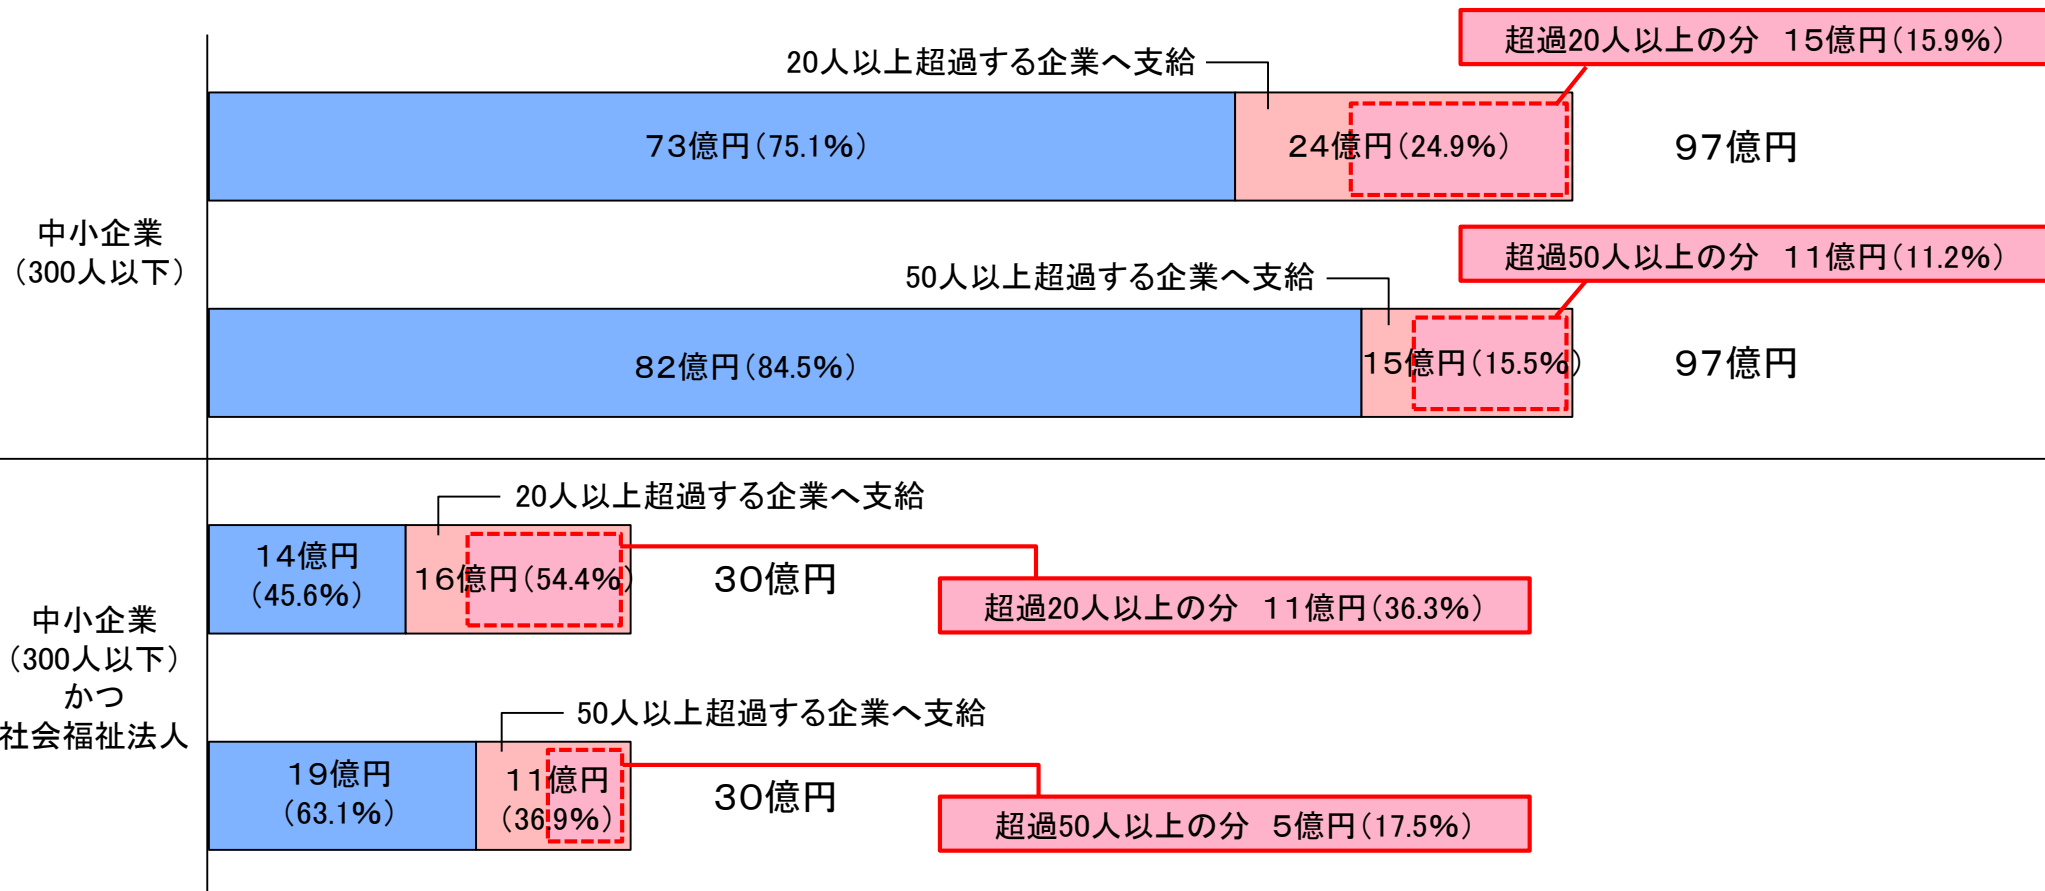 超過20人以上の分　１５億円（15.9％）
20人以上超過する企業へ支給
７３億円（75.1％）
２４億円（24.9％）
９７億円
中小企業
（300人以下）
超過50人以上の分　１１億円（11.2％）
50人以上超過する企業へ支給
８２億円（84.5％）
１５億円（15.5％）
９７億円
20人以上超過する企業へ支給
１４億円
（45.6％）
１６億円（54.4％）
３０億円
超過20人以上の分　１１億円（36.3％）
中小企業
（300人以下）
かつ
社会福祉法人
50人以上超過する企業へ支給
１９億円
（63.1％）
１１億円
（36.9％）
３０億円
超過50人以上の分　５億円（17.5％）